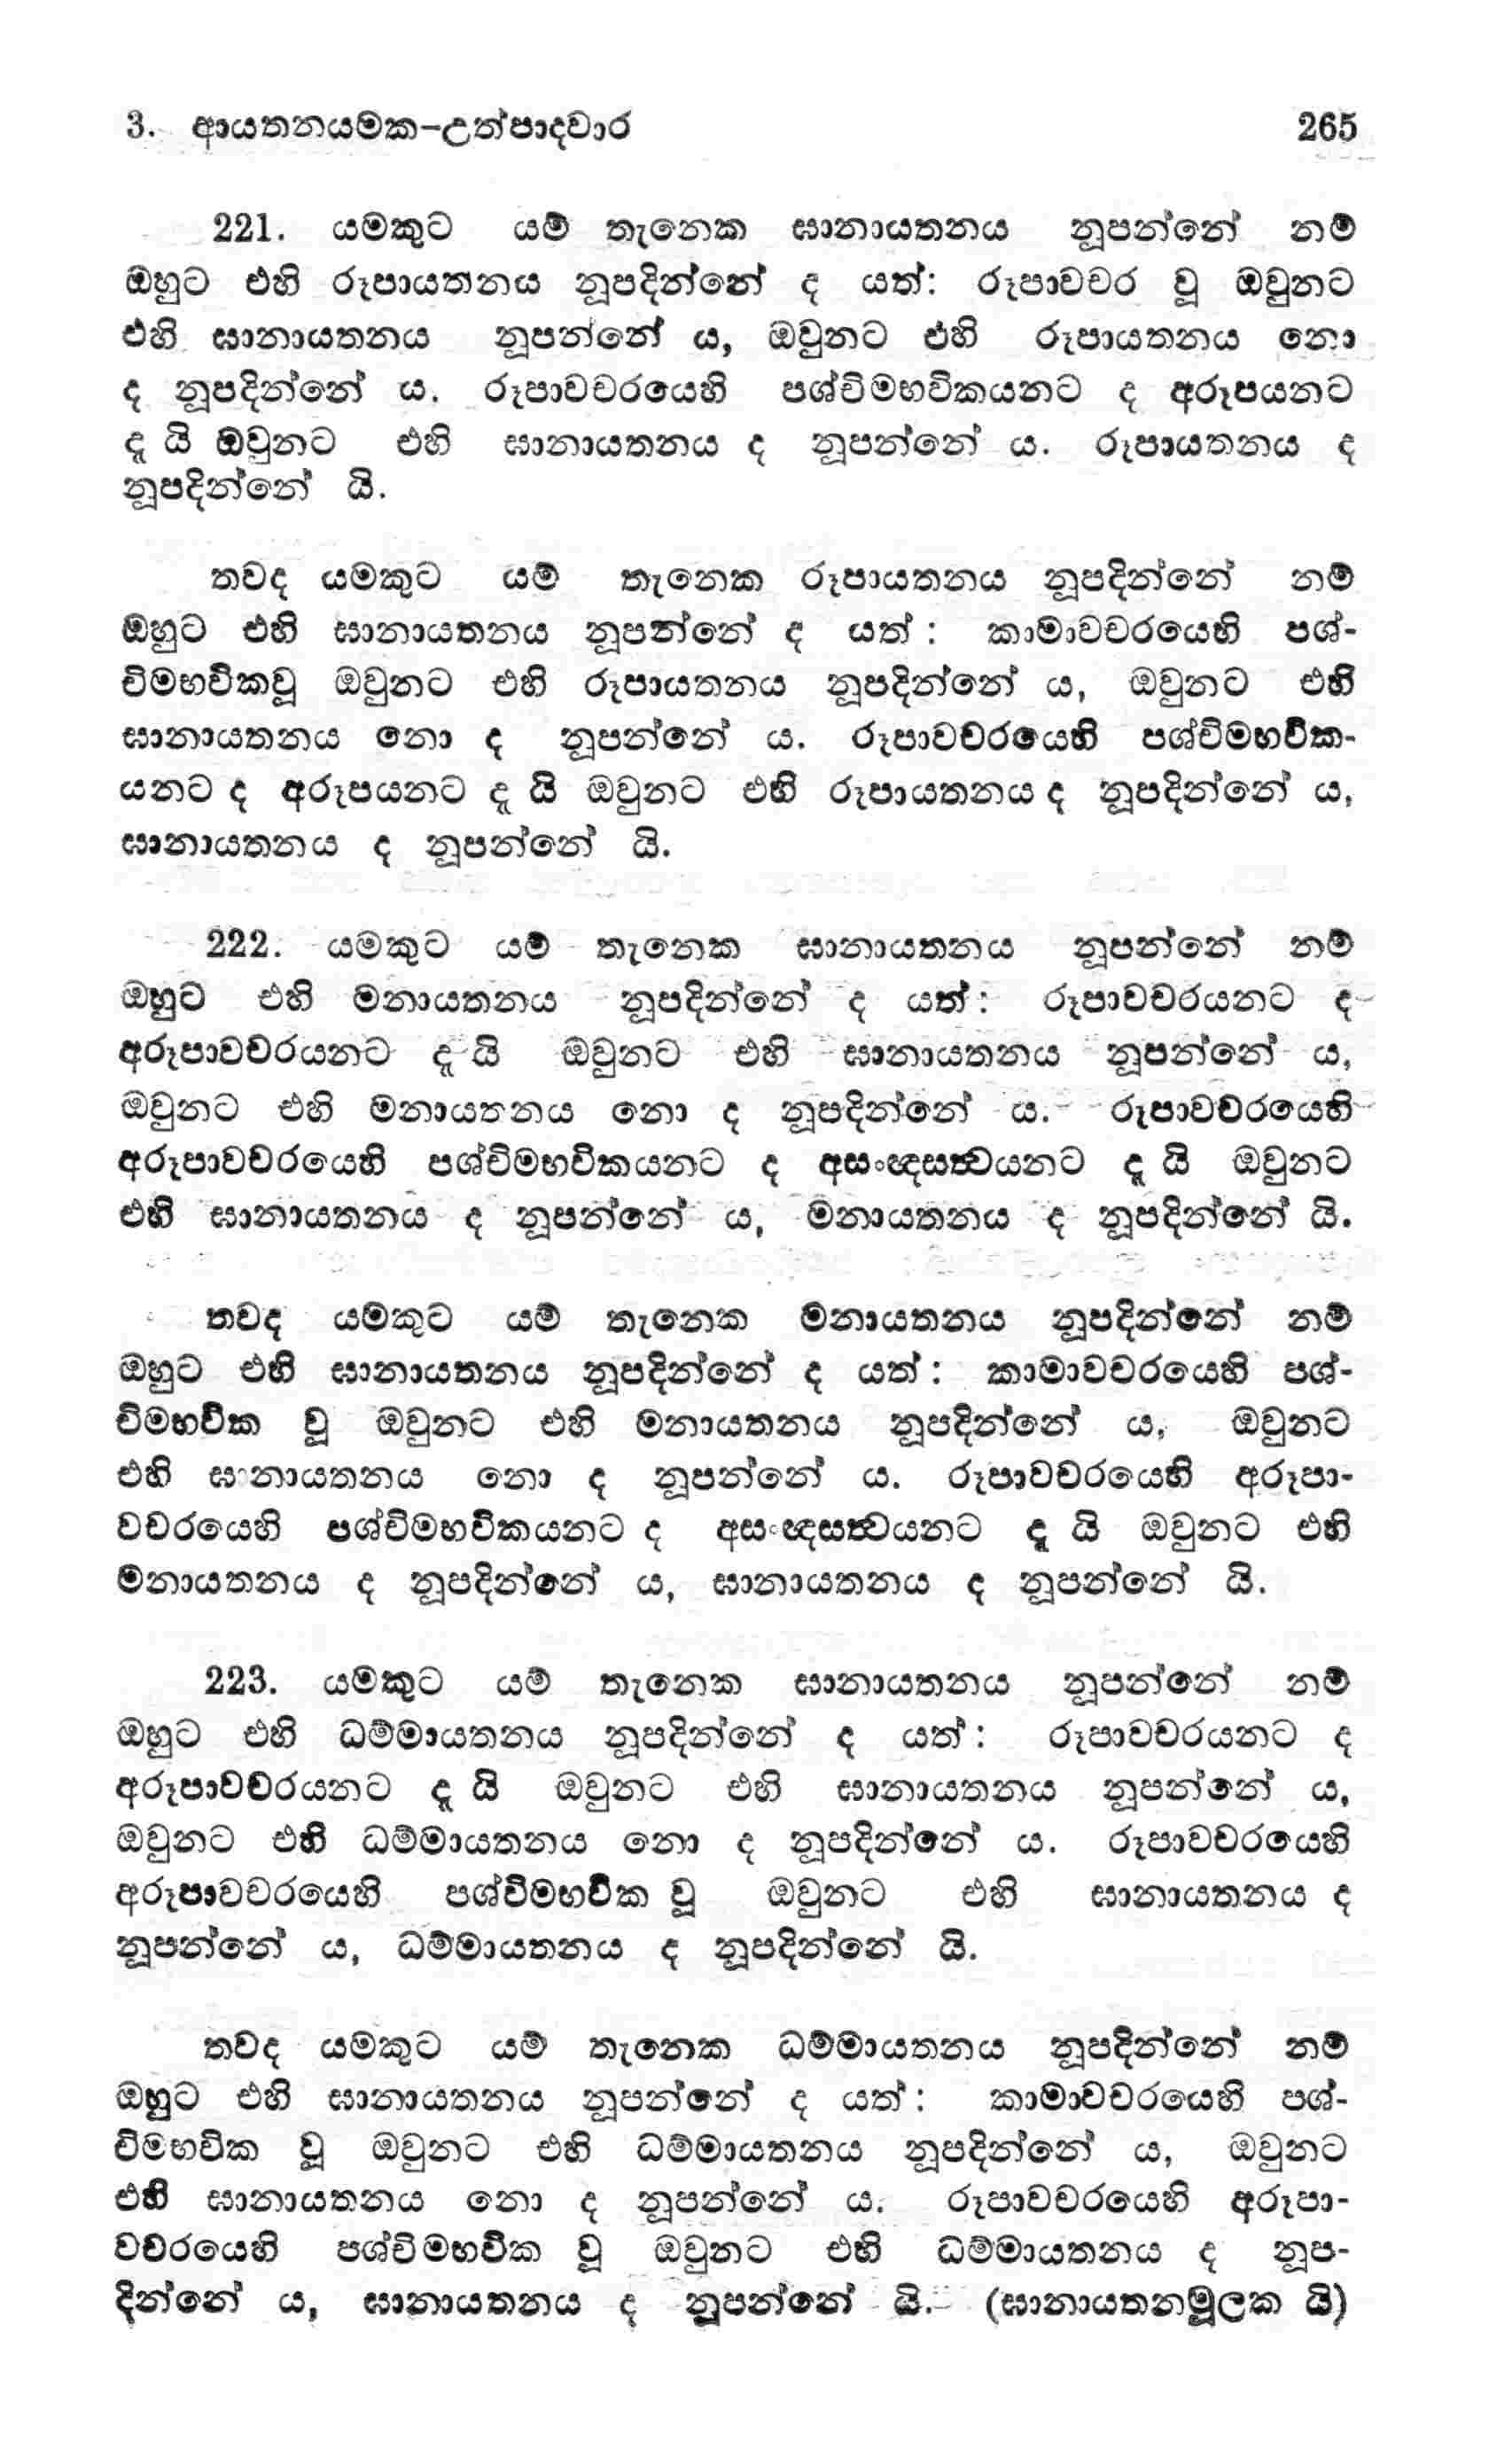 3. ආයතනයමක-උත්පාදවාර 265
221. යමකුට යම් තැනෙක ඝානායතනය නූපන්නේ නම්
ඔහුට එහි රූපායතනය නූපදින්නේ ද යත්: රූපාවචර වූ ඔවුනට
එහි ඝානායතනය නූපන්නේ ය, ඔවුනට එහි රූපායතනය නො
ද නූපදින්නේ ය. රූපාවචරයෙහි පශ්චිමභවිකයනට ද අරූපයනට
දැ යි ඔවුනට එහි ඝානායතනය ද නූපන්නේ ය. රූපායතනය ද
නූපදින්නේ යි.
තවද යමකුට යම් තැනෙක රූපායතනය නූපදින්නේ නම්
ඔහුට එහි ඝානායතනය නූපන්නේ ද යත් : කාමාවචරයෙහි පශ්-
චිමභවිකවූ ඔවුනට එහි රූපායතනය නූපදින්නේ ය, ඔවුනට එහි
ඝානායතනය නො ද නූපන්නේ ය. රූපාවචරයෙහි පශ්චිමභවික-
යනට ද අරූපයනට දැ යි ඔවුනට එහි රූපායතනය ද නූපදින්නේ ය,
ඝානායතනය ද නූපන්නේ යි.
222. යමකුට යම් තැනෙක ඝානායතනය නූපන්නේ නම්
ඔහුට එහි මනායතනය නූපදින්නේ ද යත් : රූපාවචරයනට ද
අරූපාවචරයනට දැ යි ඔවුනට එහි ඝානායතනය නූපන්නේ ය,
ඔවුනට එහි මනායතනය නො ද නූපදින්නේ ය. රූපාවචරයෙහි
අරූපාවචරයෙහි පශ්චිමභවිකයනට ද අසංඥසත්‍වයනට දැ යි ඔවුනට
එහි ඝානායතනය ද නූපන්නේ ය, මනායතනය ද නූපදින්නේ යි.
තවද යමකුට යම් තැනෙක මනායතනය නූපදින්නේ නම්
ඔහුට එහි ඝානායතනය නූපදින්නේ ද යත් : කාමාවචරයෙහි පශ්-
චිමභවික වූ ඔවුනට එහි මනායතනය නූපදින්නේ ය, ඔවුනට
එහි ඝානායතනය නො ද නූපන්නේ ය. රූපාවචරයෙහි අරූපා-
වචරයෙහි පශ්චිමභවිකයනට ද අසංඥසත්‍වයනට දැ යි ඔවුනට එහි
මනායතනය ද නූපදින්නේ ය, ඝානායතනය ද නූපන්නේ යි.
223. යමකුට යම් තැනෙක ඝානායතනය නූපන්නේ නම්
ඔහුට එහි ධම්මායතනය නූපදින්නේ ද යත් : රූපාවචරයනට ද
අරූපාවචරයනට දැ යි ඔවුනට එහි ඝානායතනය නූපන්නේ ය,
ඔවුනට එහි ධම්මායතනය නො ද නූපදින්නේ ය. රූපාවචරයෙහි
අරූපාවචරයෙහි පශ්චිමභවික වූ ඔවුනට එහි ඝානායතනය ද
නූපන්නේ ය, ධම්මායතනය ද නූපදින්නේ යි.
තවද යමකුට යම් තැනෙක ධම්මායතනය නූපදින්නේ නම්
ඔහුට එහි ඝානායතනය නූපන්නේ ද යත් : කාමාවචරයෙහි පශ්-
චිමභවික වූ ඔවුනට එහි ධම්මායතනය නූපදින්නේ ය, ඔවුනට
එහි ඝානායතනය නො ද නූපන්නේ ය. රූපාවචරයෙහි අරූපා-
වචරයෙහි පශ්චිමභවික වූ ඔවුනට එහි ධම්මායතනය ද නූප-
දින්නේ ය, ඝානායතනය ද නූපන්නේ යි. (ඝානායතනමූලක යි)